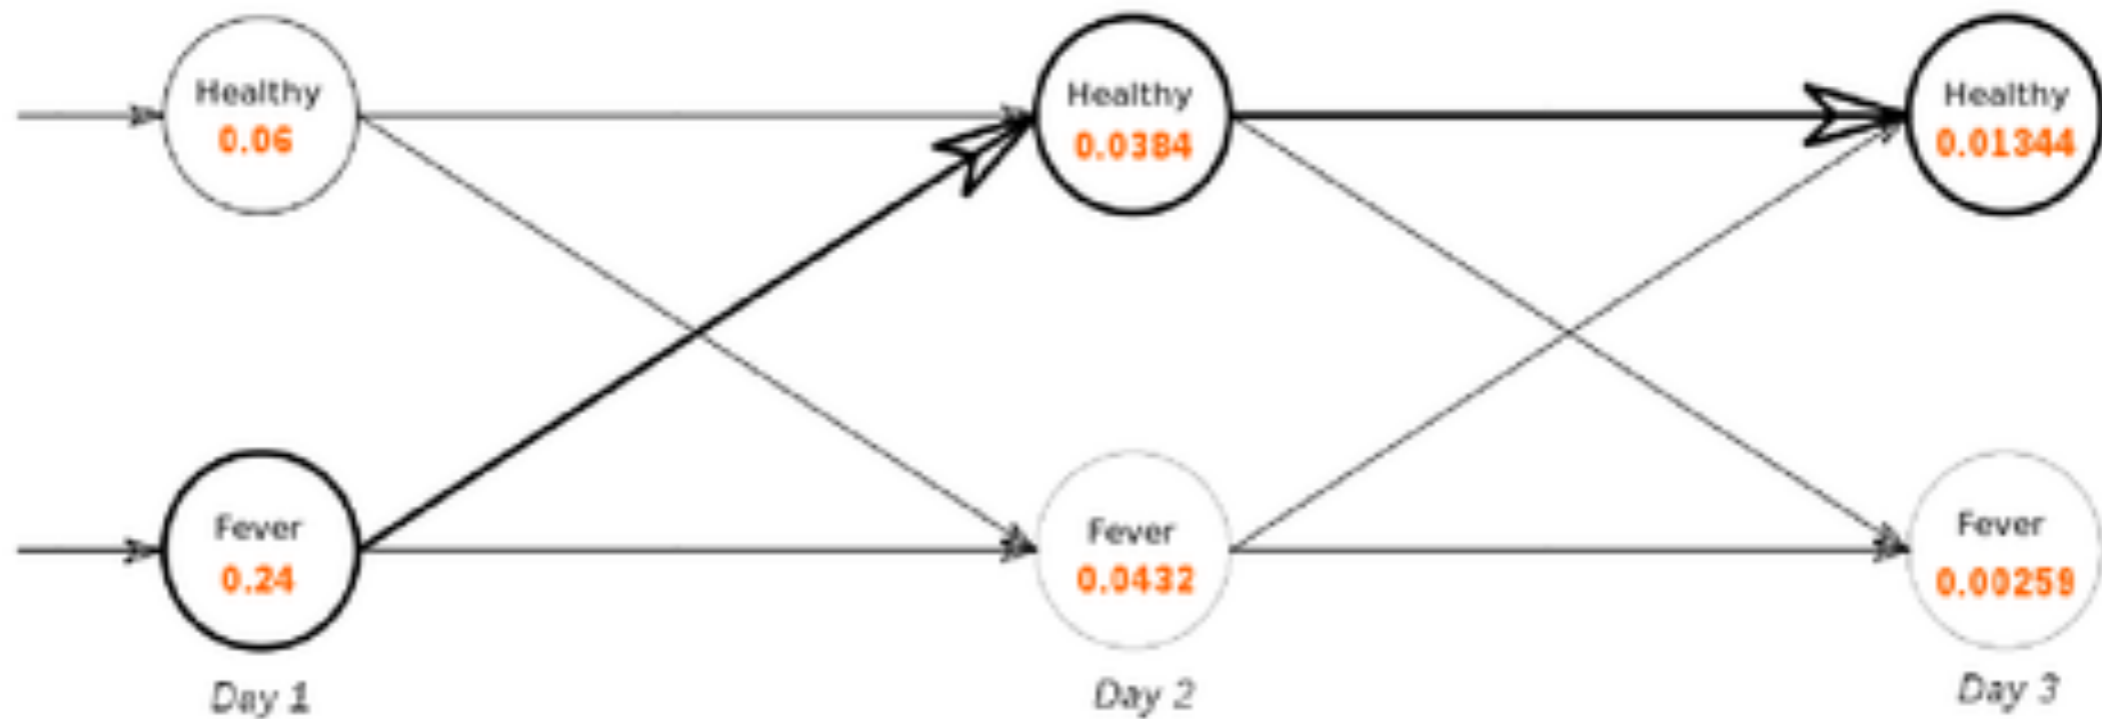 Healthy
0.06
Healthy
0.0384
Healthy
0.01344
Fever
0.24
Fever
0.0432
Fever
0.00259
Day 1
Day 2
Day 3